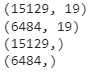 (15129, 19)
(6484, 19)
(15129,)
(6484,)